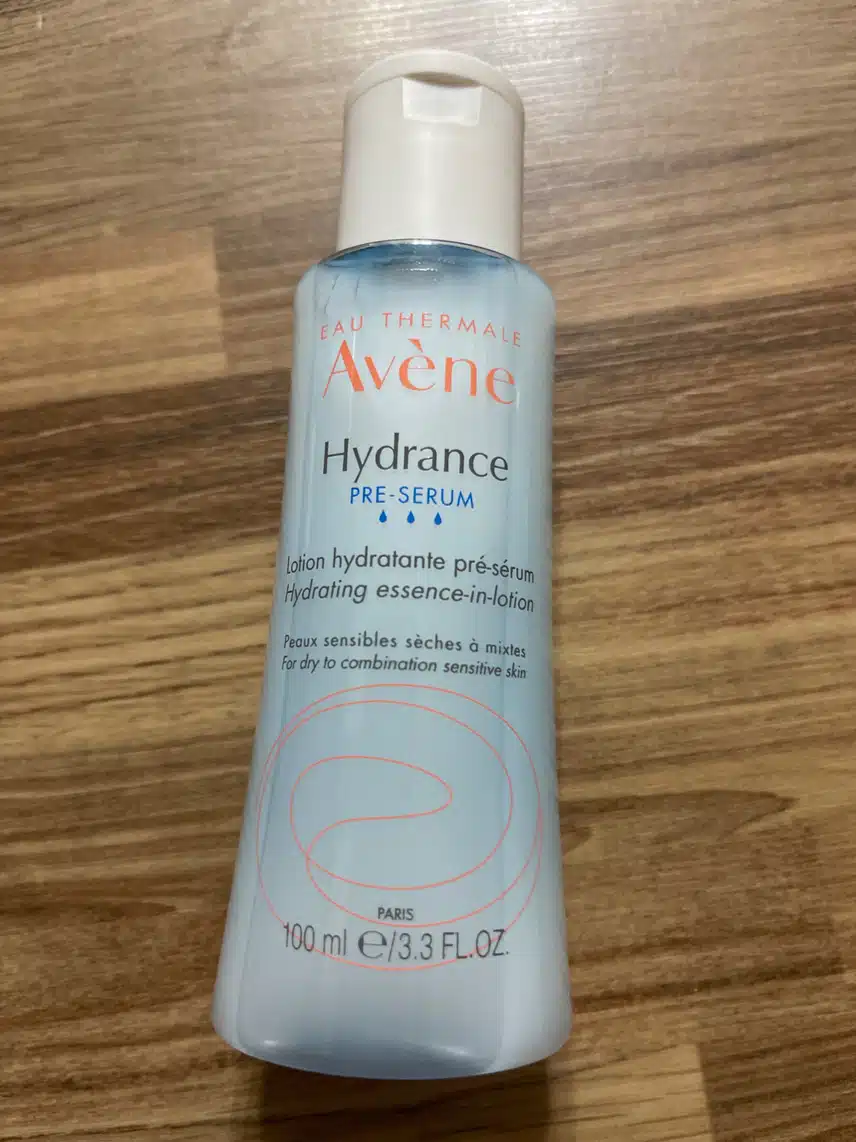 EAU THERMALE
Avène
Hydrance
PRE-SERUM
Lotion hydratante pré-sérum
Hydrating essence-in-lotion
Peaux sensibles sèches à mixtes
For dry to combination sensitive skin
PARIS
100 ml ℮/3.3 FL.OZ.